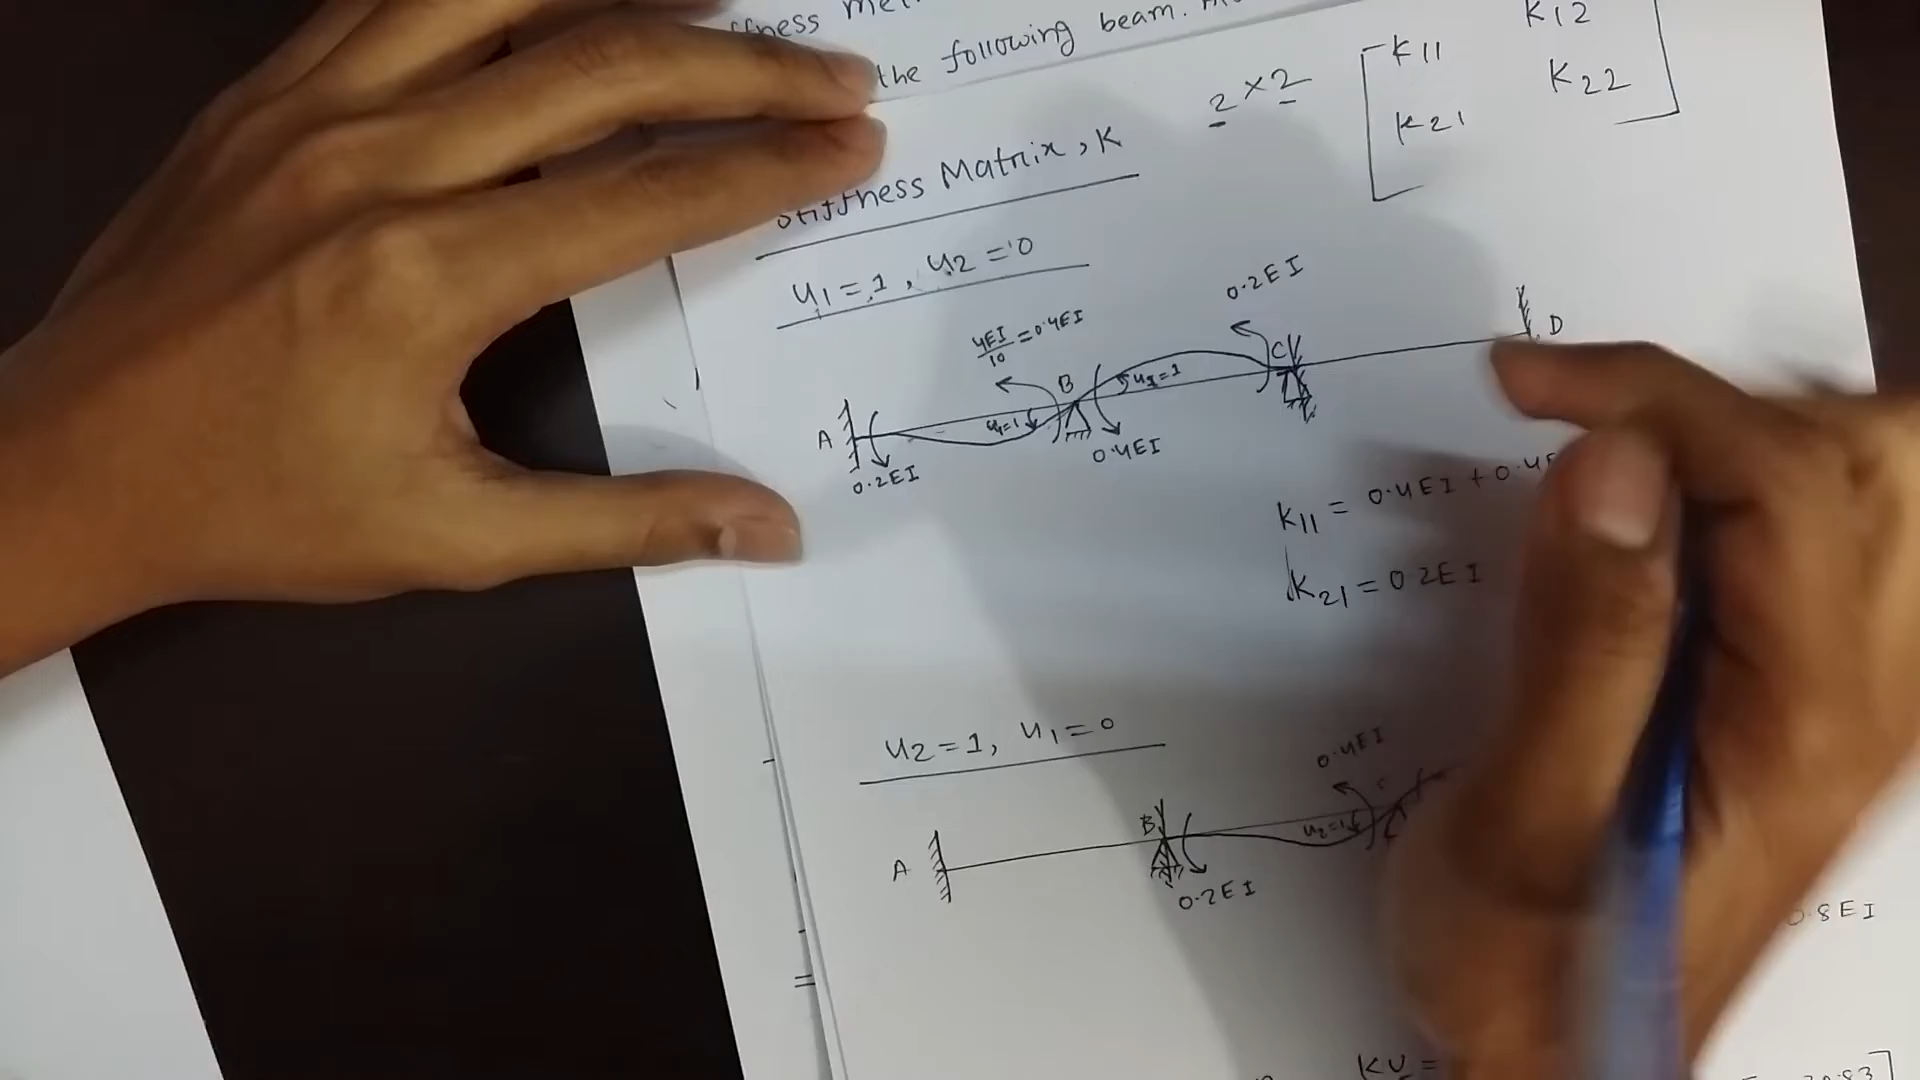 the following beam.
2 × 2
K11 K12
K21 K22
Stiffness Matrix, K
u1 = 1, u2 = 0
4EI/10 = 0.4EI
0.2EI
A
B
C
D
u1=1
0.2EI
0.4EI
K11 = 0.4EI + 0.4
K21 = 0.2EI
u2 = 1, u1 = 0
0.4EI
A
B
u2=1
0.2EI
0.8EI
KU =